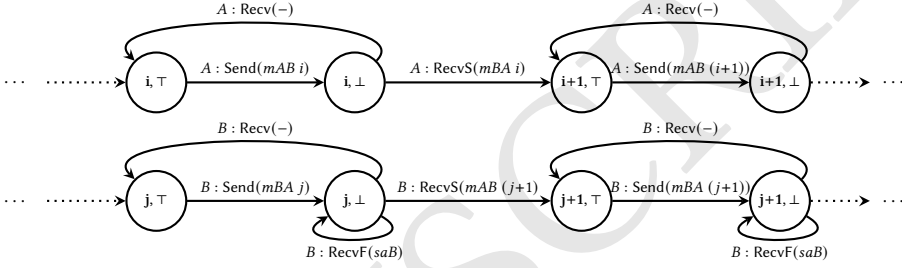 A : Recv(−) A : Recv(−)
... i, ⊤ A : Send(mAB i) i, ⊥ A : RecvS(mBA i) i+1, ⊤ A : Send(mAB (i+1)) i+1, ⊥ ...
B : Recv(−) B : Recv(−)
... j, ⊤ B : Send(mBA j) j, ⊥ B : RecvS(mAB (j+1) j+1, ⊤ B : Send(mBA (j+1)) j+1, ⊥ ...
B : RecvF(saB) B : RecvF(saB)